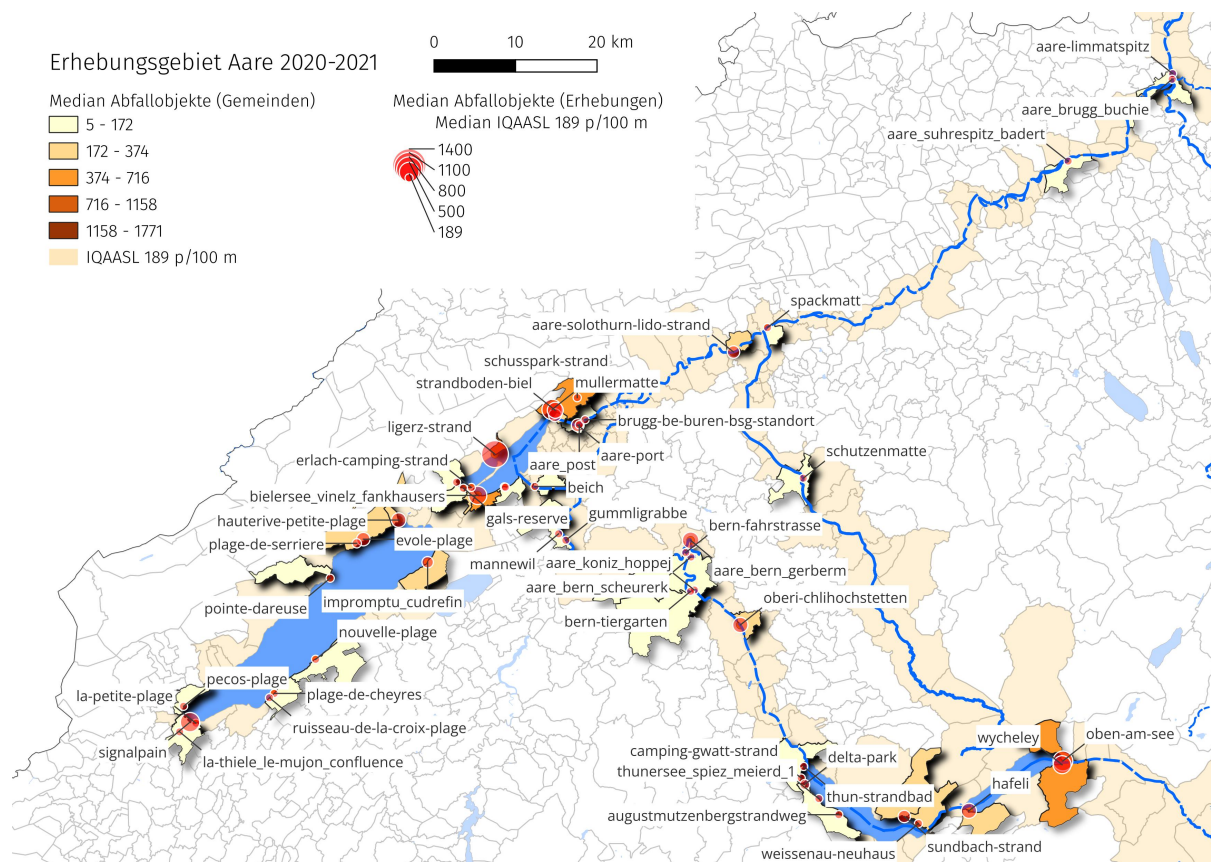 Erhebungsgebiet Aare 2020-2021
Median Abfallobjekte (Gemeinden)
5 - 172
172 - 374
374 - 716
716 - 1158
1158 - 1771
IQAASL 189 p/100 m
0 10 20 km
Median Abfallobjekte (Erhebungen)
Median IQAASL 189 p/100 m
1400
1100
800
500
189
aare-limmatspitz
aare_brugg_buchie
aare_suhrespitz_badert
spackmatt
aare-solothurn-lido-strand
schusspark-strand
strandboden-biel
mullermatte
ligerz-strand
brugg-be-buren-bsg-standort
aare-port
schutzenmatte
erlach-camping-strand
aare_post
beich
bielersee_vinelz_fankhausers
gals-reserve
gummligrabbe
hauterive-petite-plage
bern-fahrstrasse
plage-de-serriere
evole-plage
mannewil
aare_koniz_hoppej
aare_bern_gerberm
aare_bern_scheurerk
pointe-dareuse
impromptu_cudrefin
oberi-chlihochstetten
bern-tiergarten
nouvelle-plage
pecos-plage
la-petite-plage
plage-de-cheyres
ruisseau-de-la-croix-plage
signalpain
la-thiele_le-mujon_confluence
wycheley
oben-am-see
camping-gwatt-strand
delta-park
thunersee_spiez_meierd_1
hafeli
thun-strandbad
augustmutzenbergstrandweg
sundbach-strand
weissenau-neuhaus